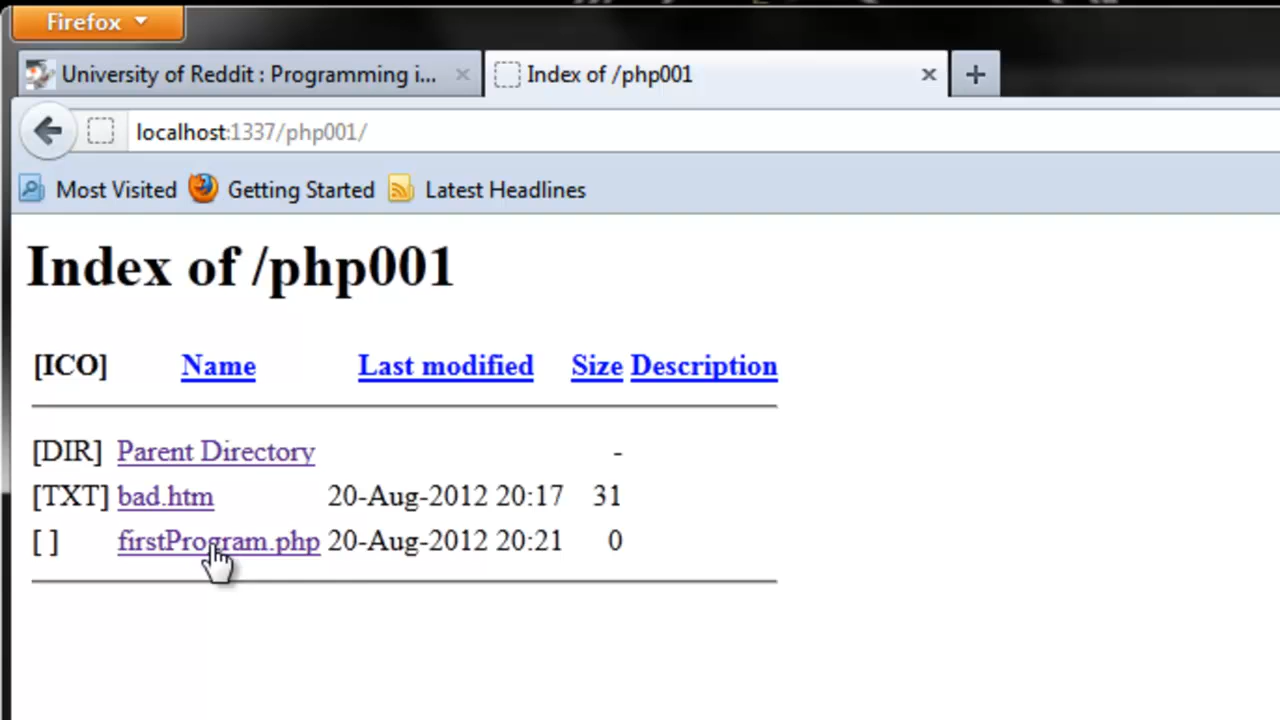 Firefox
University of Reddit : Programming i...
Index of /php001
localhost:1337/php001/
Most Visited Getting Started Latest Headlines
Index of /php001
[ICO] Name Last modified Size Description
[DIR] Parent Directory -
[TXT] bad.htm 20-Aug-2012 20:17 31
[ ] firstProgram.php 20-Aug-2012 20:21 0